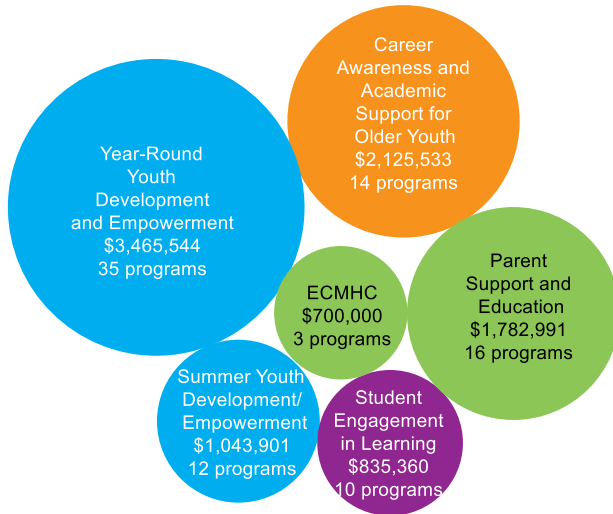 Career
Awareness and
Academic
Support for
Older Youth
$2,125,533
14 programs
Year-Round
Youth
Development
and Empowerment
$3,465,544
35 programs
Parent
Support and
Education
$1,782,991
16 programs
ECMHC
$700,000
3 programs
Summer Youth
Development/
Empowerment
$1,043,901
12 programs
Student
Engagement
in Learning
$835,360
10 programs